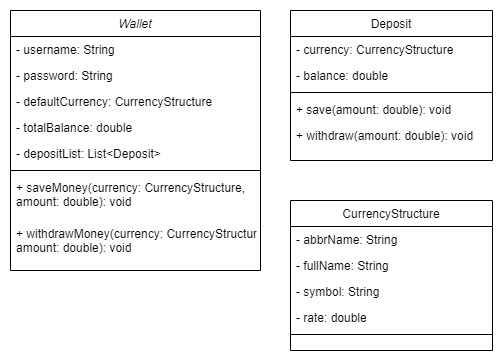 Wallet
- username: String
- password: String
- defaultCurrency: CurrencyStructure
- totalBalance: double
- depositList: List<Deposit>
+ saveMoney(currency: CurrencyStructure,
amount: double): void
+ withdrawMoney(currency: CurrencyStructur
amount: double): void
Deposit
- currency: CurrencyStructure
- balance: double
+ save(amount: double): void
+ withdraw(amount: double): void
CurrencyStructure
- abbrName: String
- fullName: String
- symbol: String
- rate: double